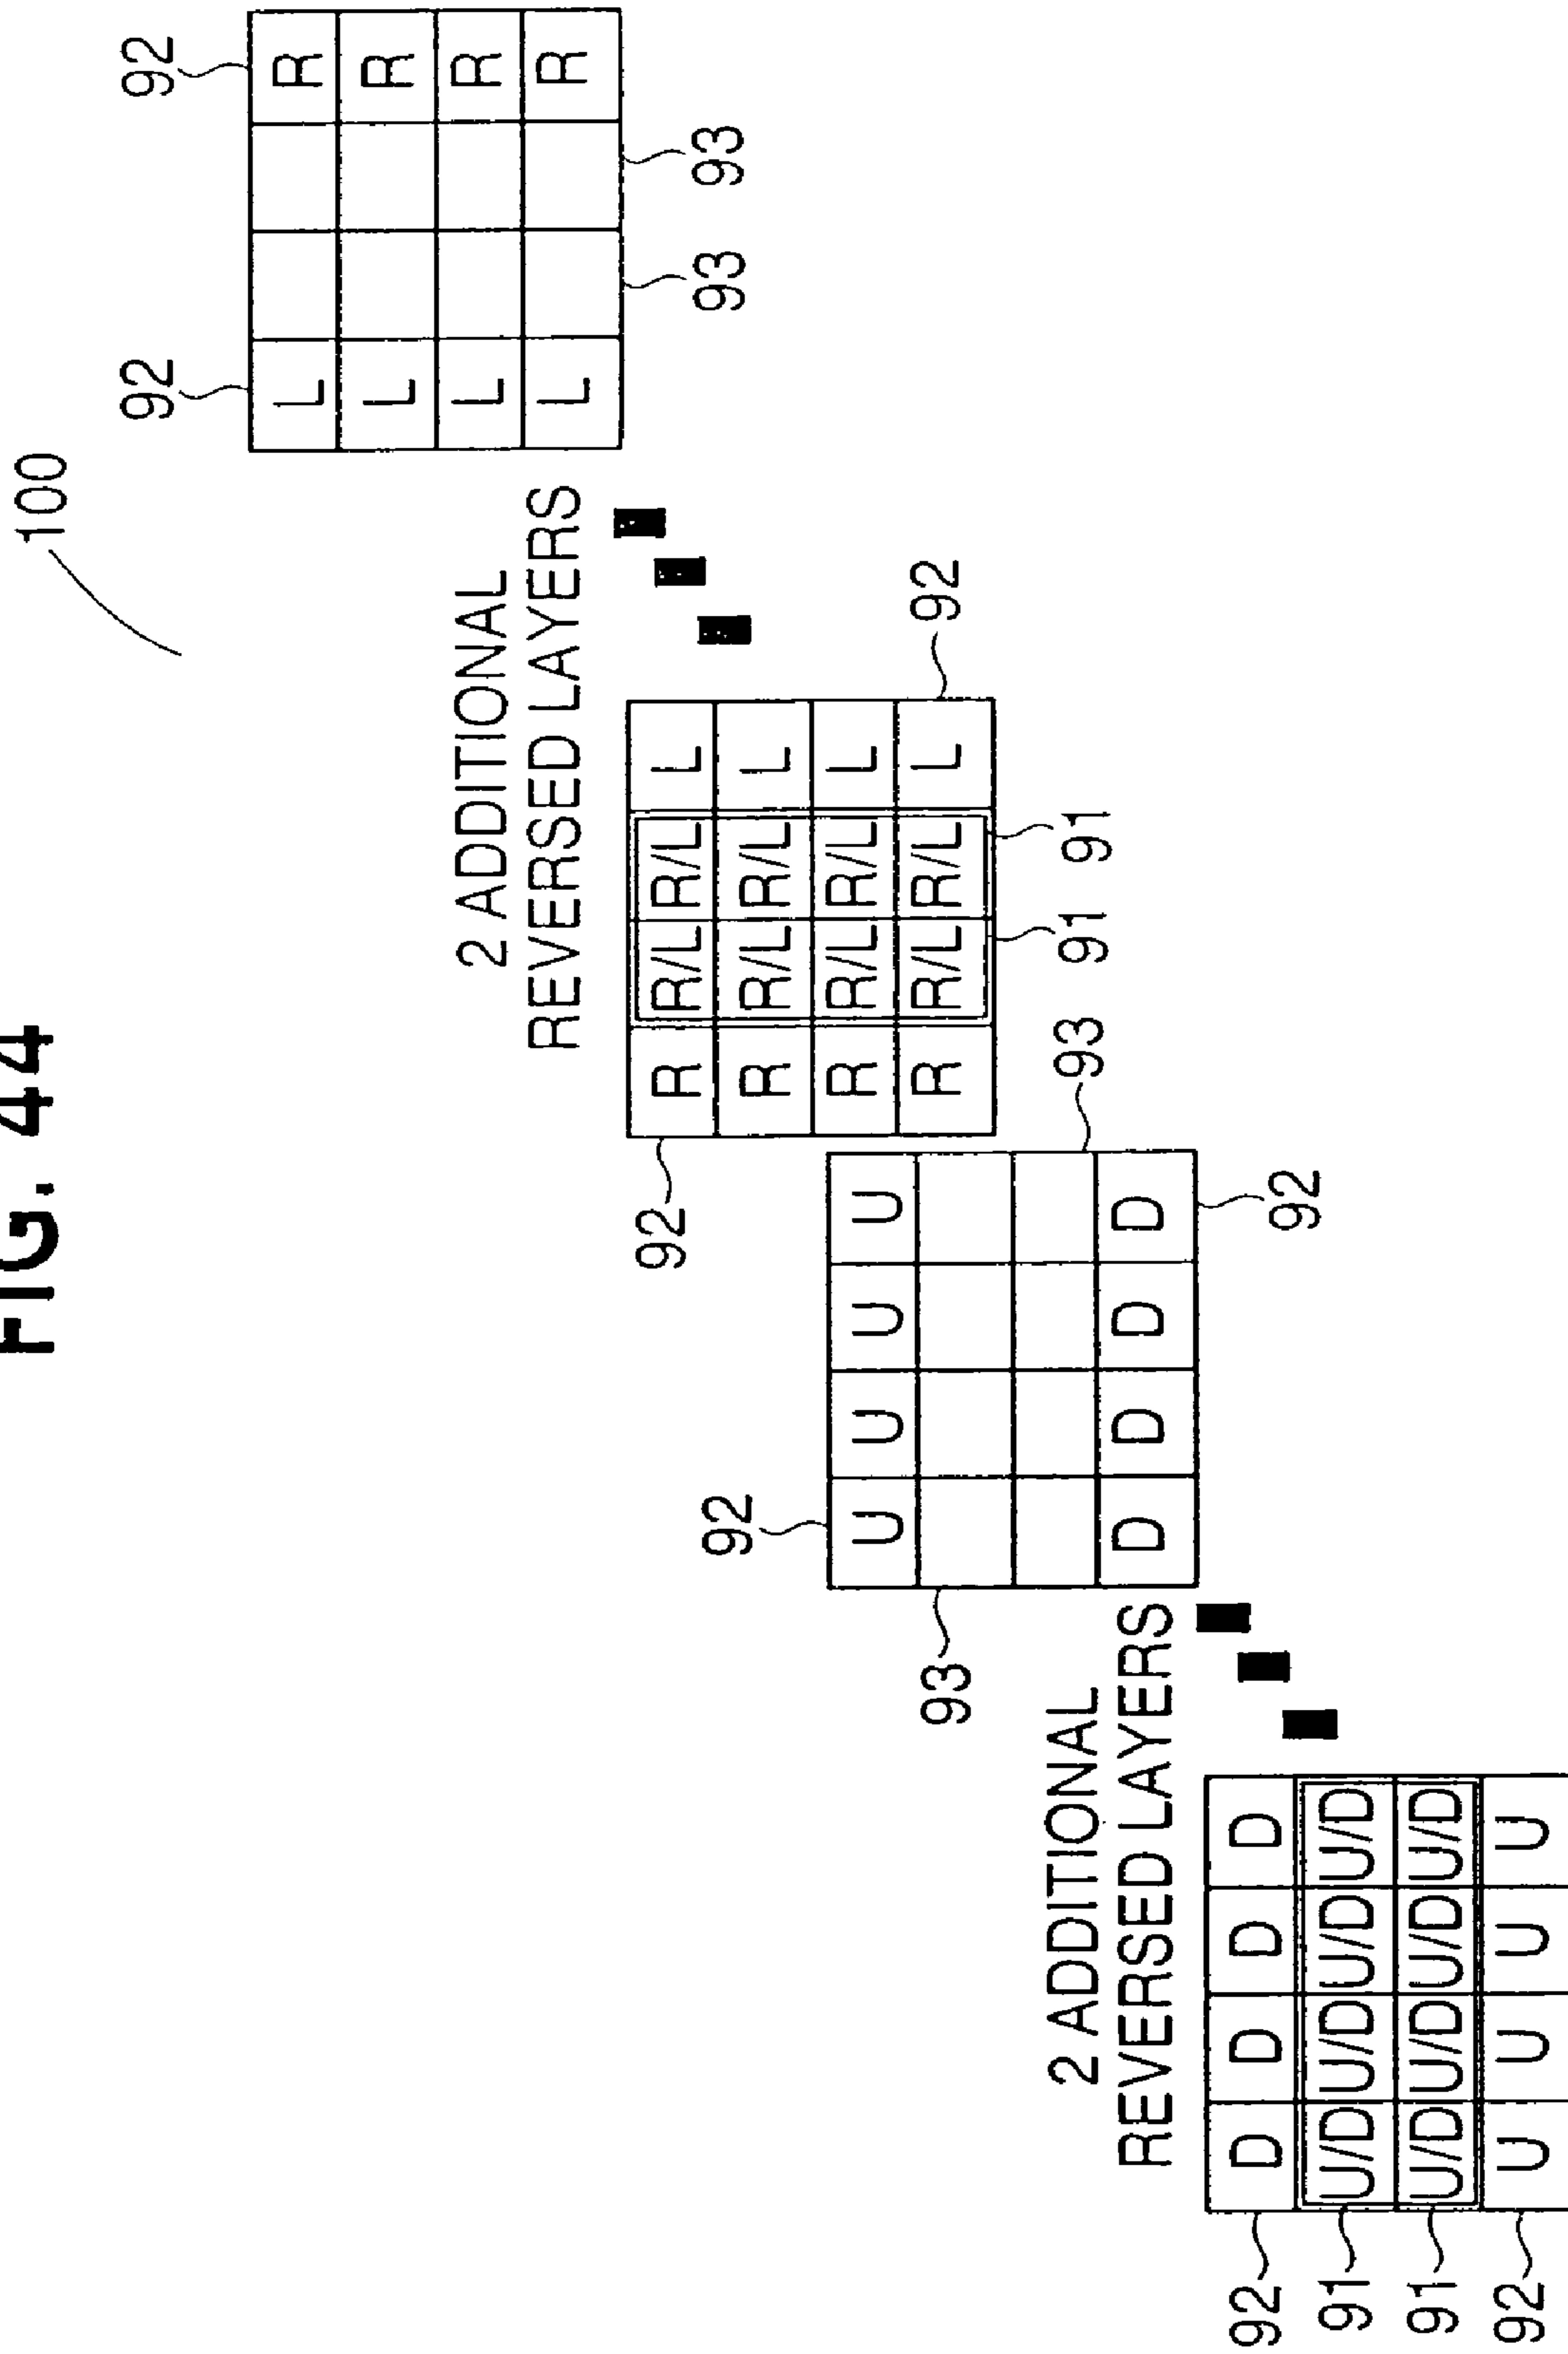 FIG. 44
100
92 92
L R
L R
L R
L R
93 93
2 ADDITIONAL
REVERSED LAYERS
92 R R/L R/L L
R R/L R/L L
R R/L R/L L
R R/L R/L L 92
91 91
92
U U U U
93
93
D D D D
92
2 ADDITIONAL
REVERSED LAYERS
92 D D D D
91 U/D U/D U/D U/D
91 U/D U/D U/D U/D
92 U U U U